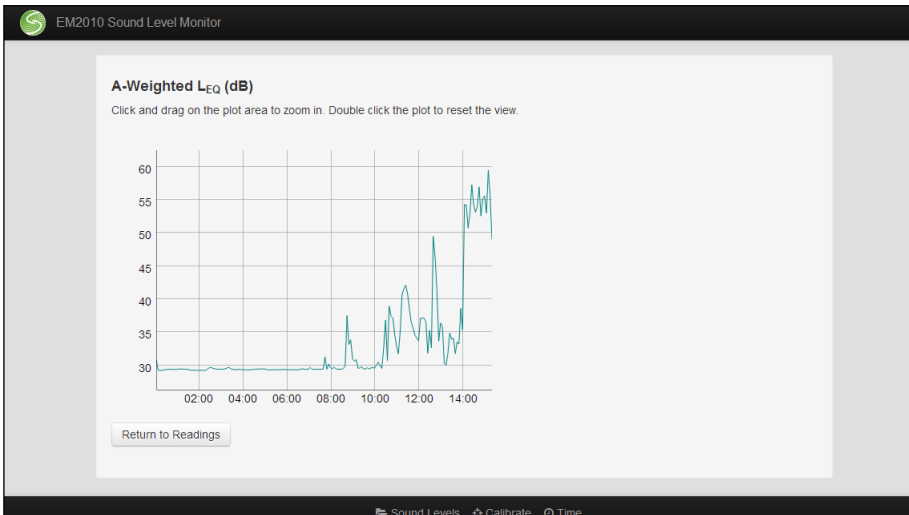 EM2010 Sound Level Monitor
A-Weighted LEQ (dB)
Click and drag on the plot area to zoom in. Double click the plot to reset the view.
60
55
50
45
40
35
30
02:00 04:00 06:00 08:00 10:00 12:00 14:00
Return to Readings
Sound Levels Calibrate Time